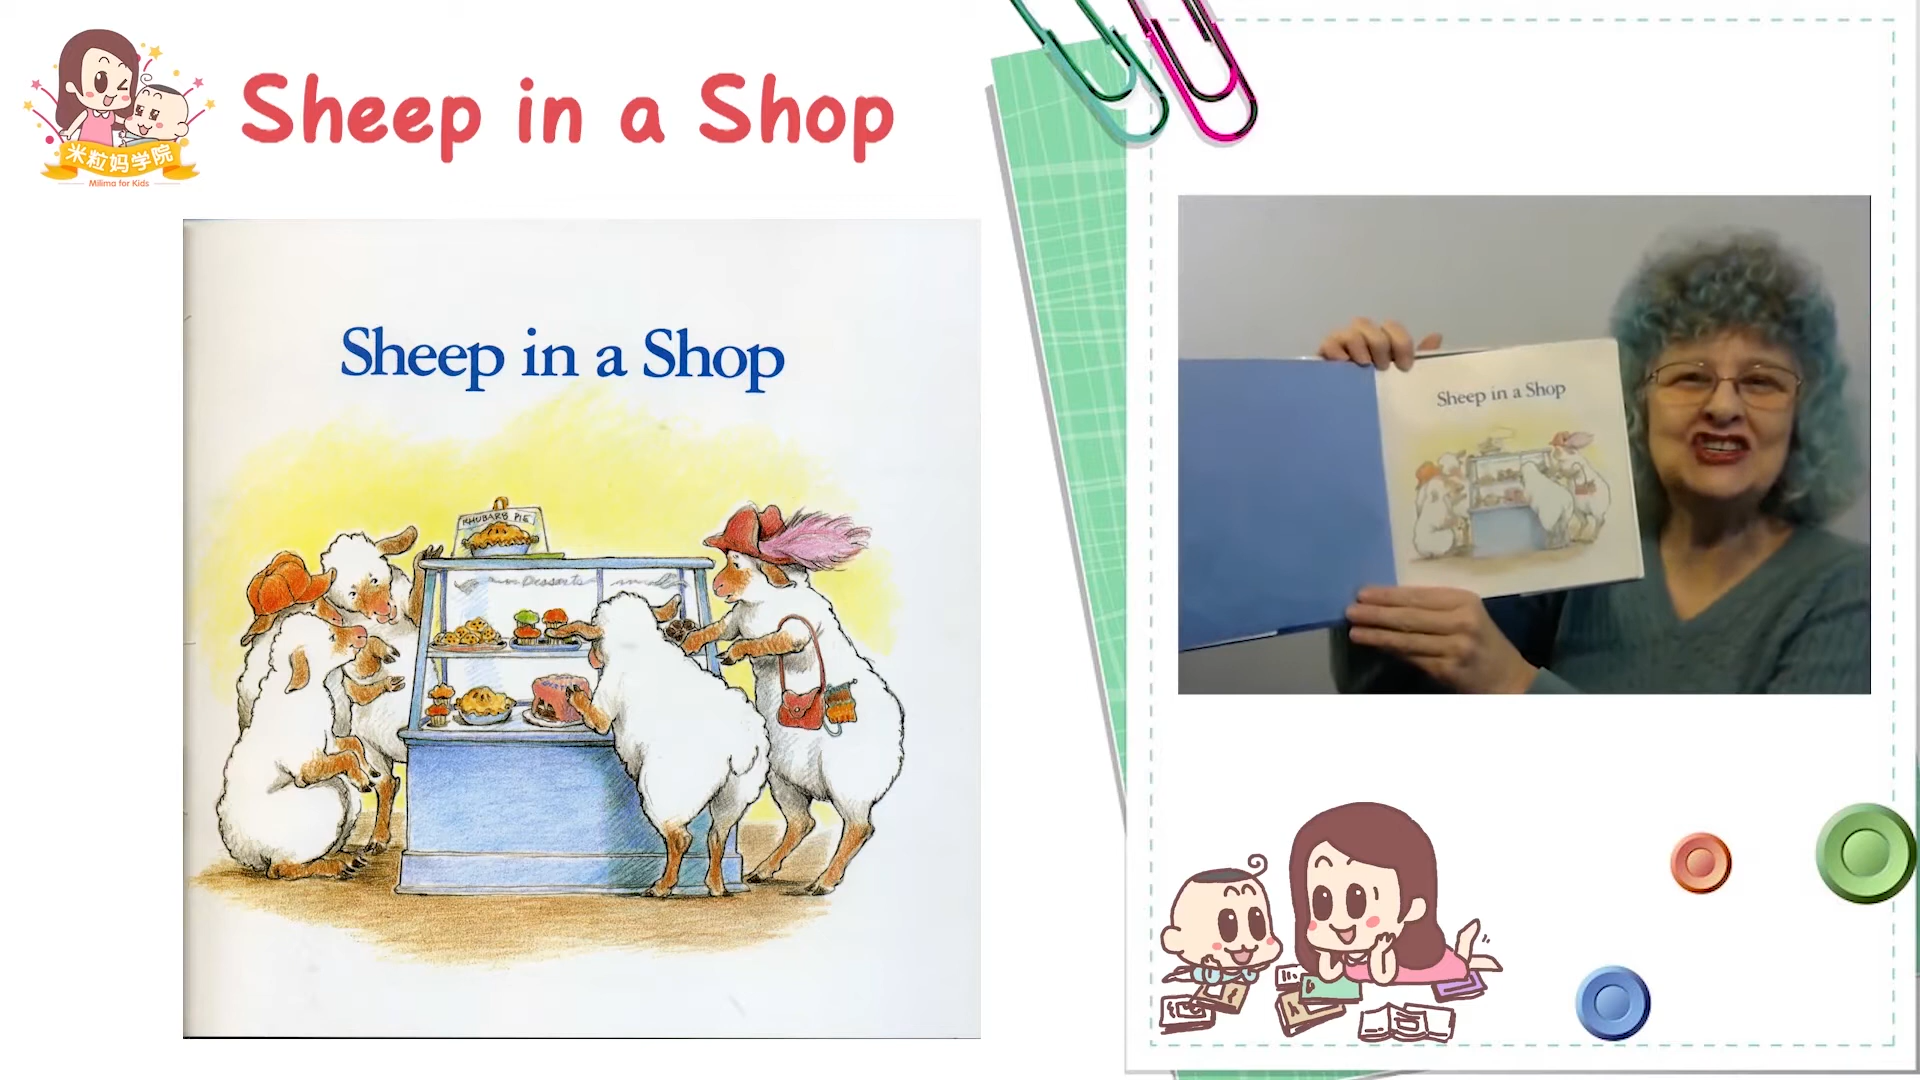 Sheep in a Shop
米粒妈学院
Milima for Kids
Sheep in a Shop
RHUBARB PIE
Desserts
Sheep in a Shop